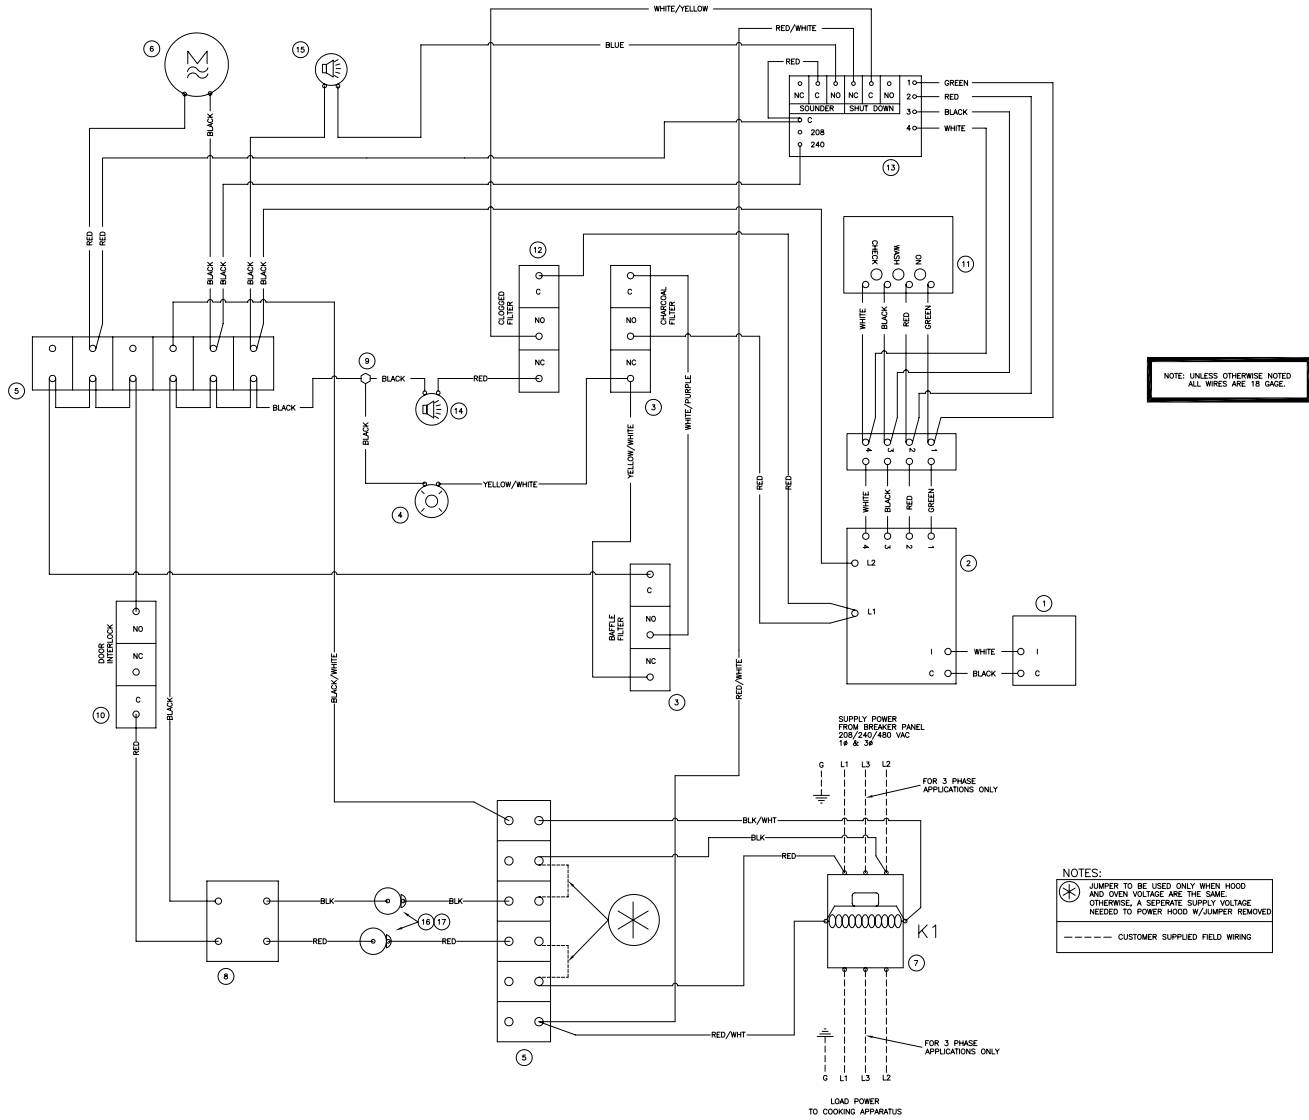 WHITE/YELLOW
RED/WHITE
BLUE
6
15
RED
NC C NO NC C NO
SOUNDER SHUT DOWN
C
208
240
1 GREEN
2 RED
3 BLACK
4 WHITE
13
BLACK
RED
RED
BLACK
BLACK
BLACK
BLACK
12
CLOGGED
FILTER
C
NO
NC
C
NO
NC
CHARCOAL
FILTER
3
CHECK
WASH
ON
11
WHITE
BLACK
RED
GREEN
NOTE: UNLESS OTHERWISE NOTED
ALL WIRES ARE 18 GAGE.
5
9
BLACK
RED
14
BLACK
BLACK
WHITE/PURPLE
YELLOW/WHITE
YELLOW/WHITE
4
RED
RED
4 3 2 1
WHITE
BLACK
RED
GREEN
4 3 2 1
2
L2
L1
I WHITE I
C BLACK C
1
DOOR
INTERLOCK
NO
NC
C
10
RED
BLACK
BLACK/WHITE
BAFFLE
FILTER
C
NO
NC
3
RED/WHITE
SUPPLY POWER
FROM BREAKER PANEL
208/240/480 VAC
1ø & 3ø
G L1 L3 L2
FOR 3 PHASE
APPLICATIONS ONLY
BLK/WHT
BLK
RED
BLK BLK
16 17
RED RED
8
5
RED/WHT
K1
7
FOR 3 PHASE
APPLICATIONS ONLY
G L1 L3 L2
LOAD POWER
TO COOKING APPARATUS
NOTES:
JUMPER TO BE USED ONLY WHEN HOOD
AND OVEN VOLTAGE ARE THE SAME.
OTHERWISE, A SEPERATE SUPPLY VOLTAGE
NEEDED TO POWER HOOD W/JUMPER REMOVED
CUSTOMER SUPPLIED FIELD WIRING